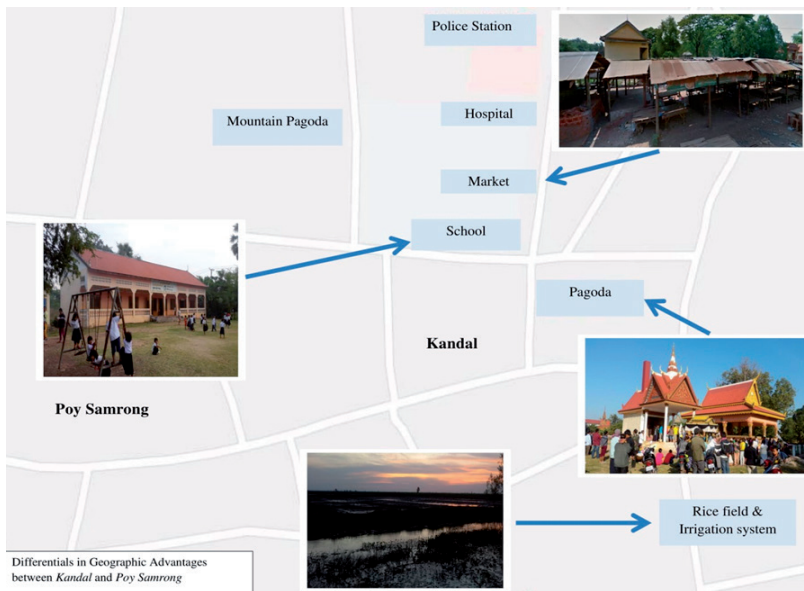 Police Station
Mountain Pagoda
Hospital
Market
School
Pagoda
Kandal
Poy Samrong
Rice field &
Irrigation system
Differentials in Geographic Advantages
between Kandal and Poy Samrong